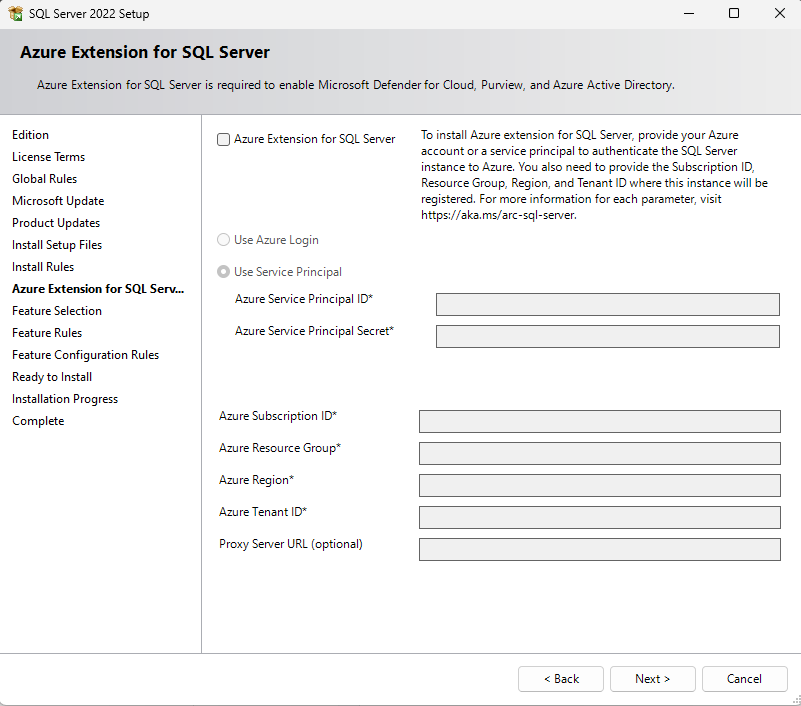 SQL Server 2022 Setup
Azure Extension for SQL Server
Azure Extension for SQL Server is required to enable Microsoft Defender for Cloud, Purview, and Azure Active Directory.
Edition
License Terms
Global Rules
Microsoft Update
Product Updates
Install Setup Files
Install Rules
Azure Extension for SQL Serv...
Feature Selection
Feature Rules
Feature Configuration Rules
Ready to Install
Installation Progress
Complete
Azure Extension for SQL Server
To install Azure extension for SQL Server, provide your Azure
account or a service principal to authenticate the SQL Server
instance to Azure. You also need to provide the Subscription ID,
Resource Group, Region, and Tenant ID where this instance will be
registered. For more information for each parameter, visit
https://aka.ms/arc-sql-server.
Use Azure Login
Use Service Principal
Azure Service Principal ID*
Azure Service Principal Secret*
Azure Subscription ID*
Azure Resource Group*
Azure Region*
Azure Tenant ID*
Proxy Server URL (optional)
< Back
Next >
Cancel